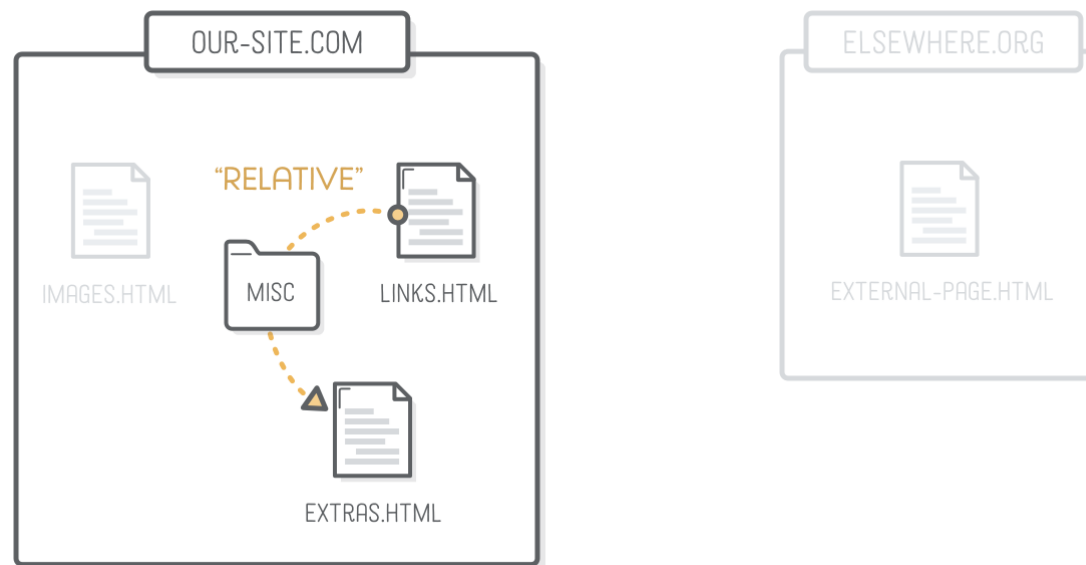 OUR-SITE.COM
ELSEWHERE.ORG
“RELATIVE”
IMAGES.HTML
MISC
LINKS.HTML
EXTERNAL-PAGE.HTML
EXTRAS.HTML